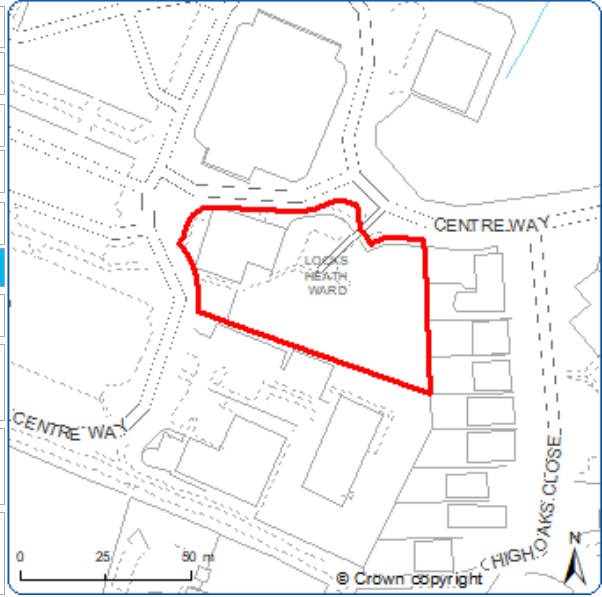 CENTRE WAY
LOCKS
HEATH
WARD
CENTRE WAY
HIGH OAKS CLOSE
0 25 50 m
N
© Crown copyright